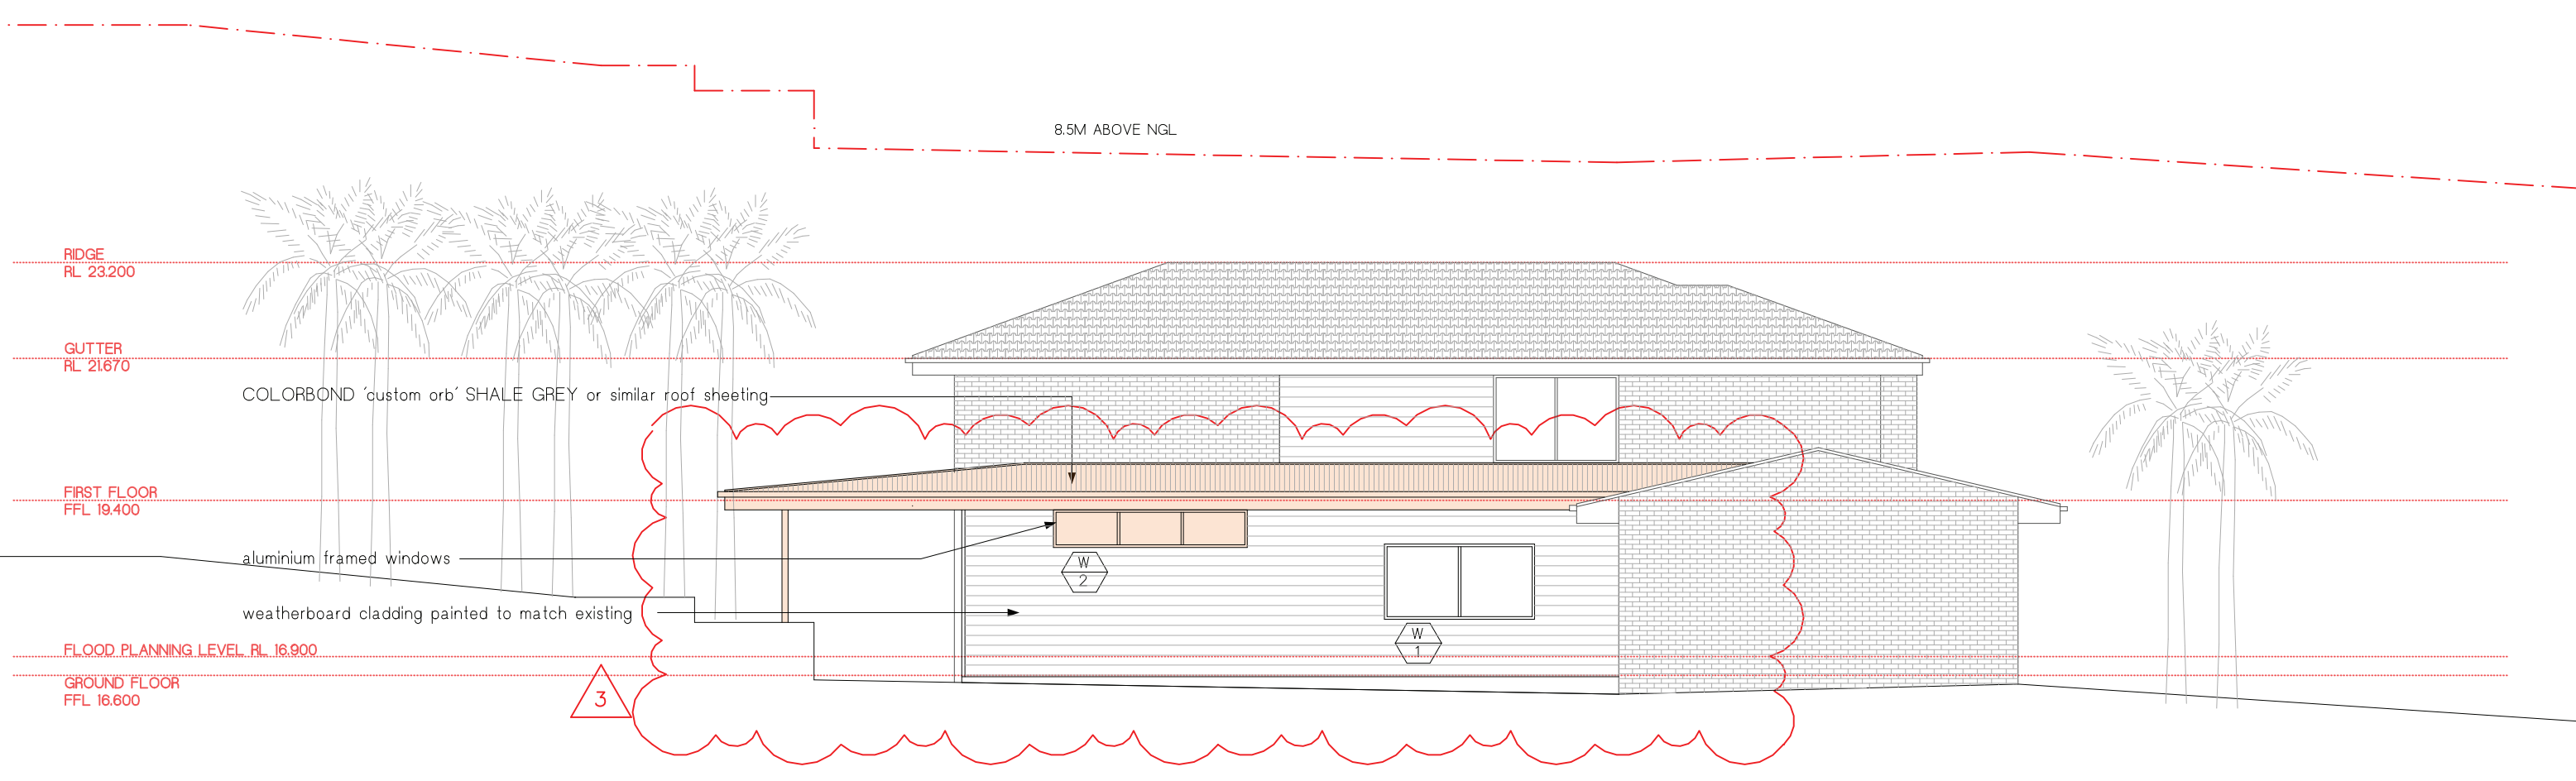 8.5M ABOVE NGL
RIDGE
RL 23.200
GUTTER
RL 21.670
COLORBOND 'custom orb' SHALE GREY or similar roof sheeting
FIRST FLOOR
FFL 19.400
aluminium framed windows
W
2
weatherboard cladding painted to match existing
W
1
FLOOD PLANNING LEVEL RL 16.900
GROUND FLOOR
FFL 16.600
3